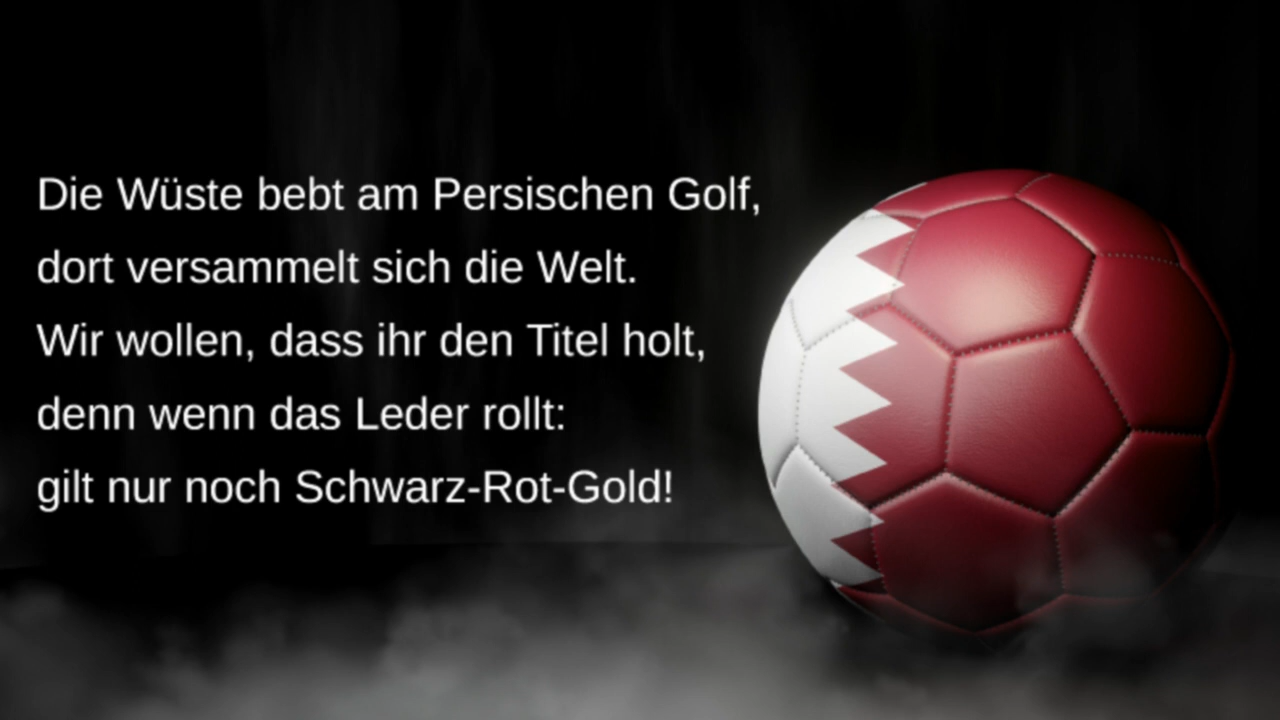 Die Wüste bebt am Persischen Golf,
dort versammelt sich die Welt.
Wir wollen, dass ihr den Titel holt,
denn wenn das Leder rollt:
gilt nur noch Schwarz-Rot-Gold!